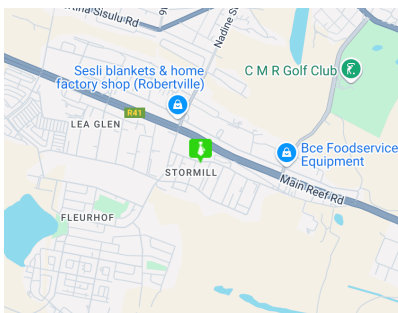 rtina Sisulu Rd
Nadine S
Sesli blankets & home
factory shop (Robertville)
C M R Golf Club
R41
LEA GLEN
Bce Foodservice
Equipment
STORMILL
Main Reef Rd
FLEURHOF